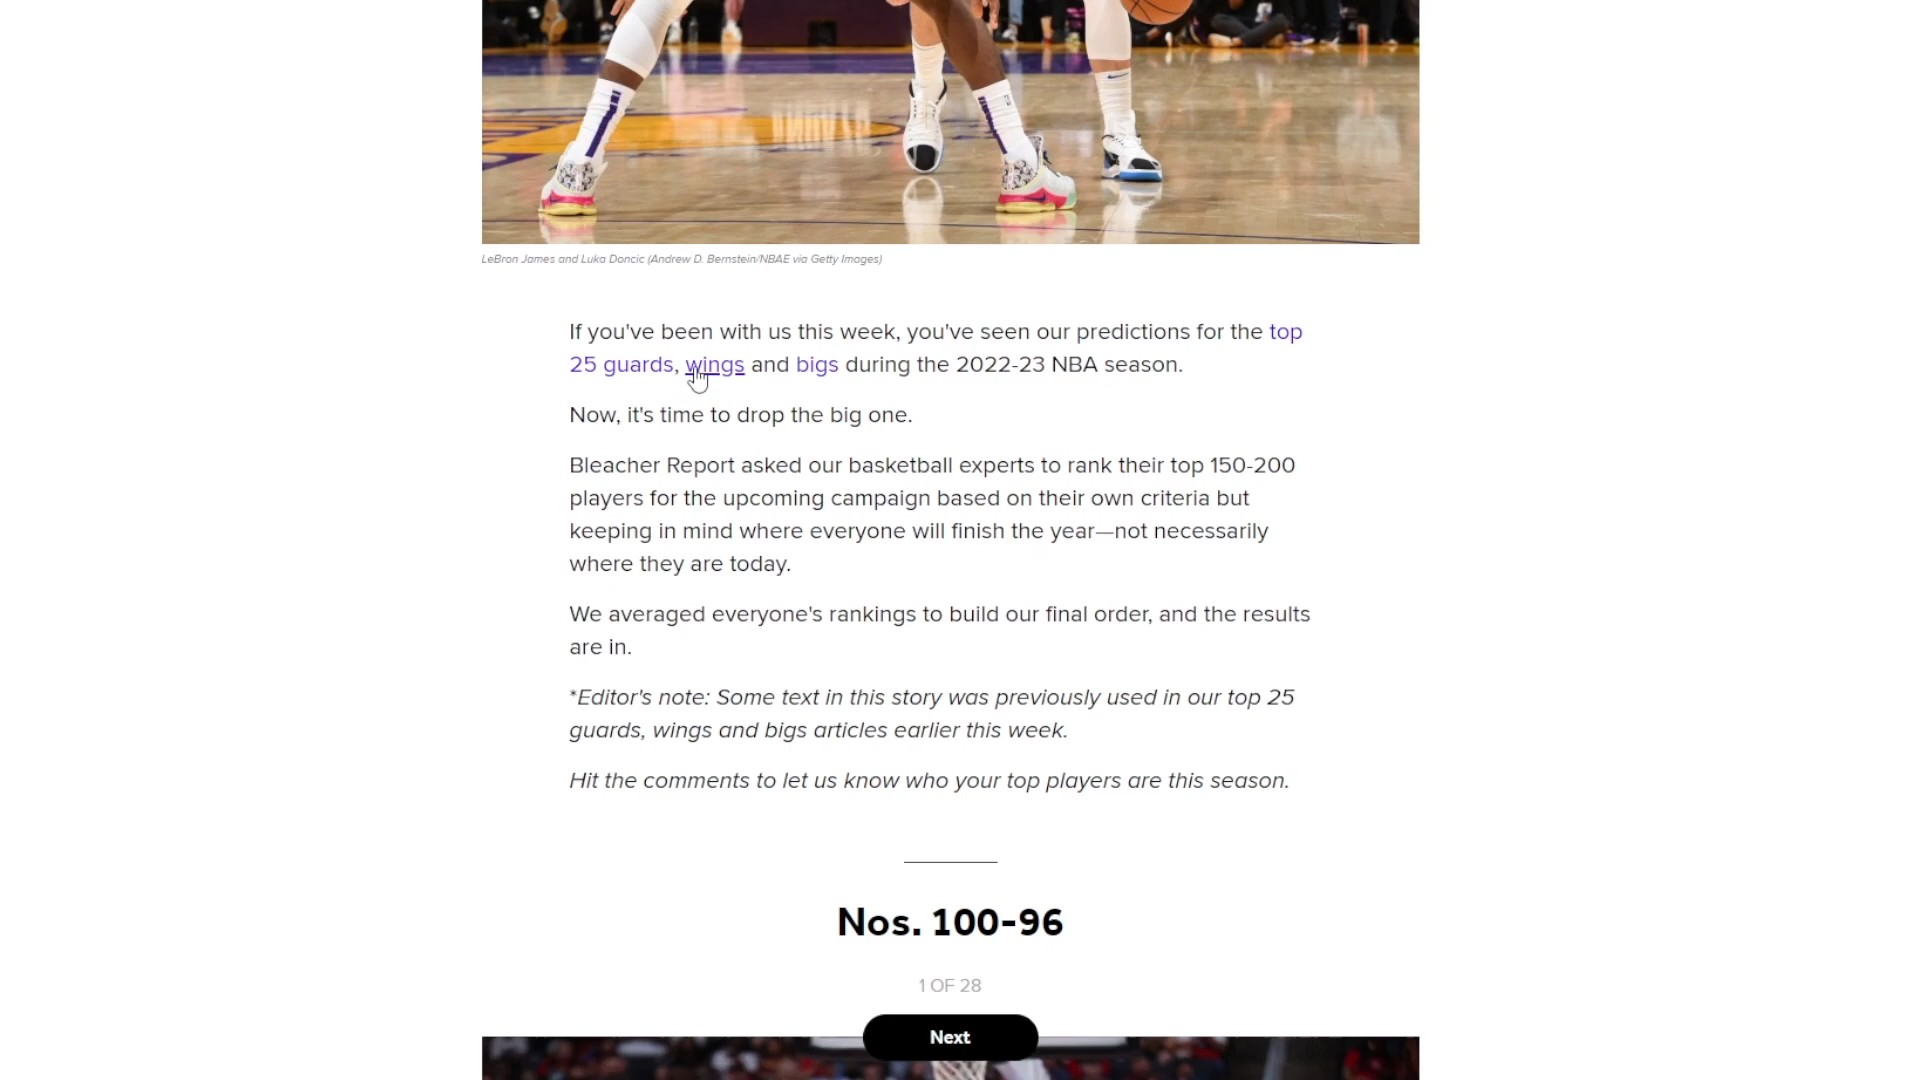 LeBron James and Luka Doncic (Andrew D. Bernstein/NBAE via Getty Images)
If you've been with us this week, you've seen our predictions for the top
25 guards, wings and bigs during the 2022-23 NBA season.
Now, it's time to drop the big one.
Bleacher Report asked our basketball experts to rank their top 150-200
players for the upcoming campaign based on their own criteria but
keeping in mind where everyone will finish the year—not necessarily
where they are today.
We averaged everyone's rankings to build our final order, and the results
are in.
*Editor's note: Some text in this story was previously used in our top 25
guards, wings and bigs articles earlier this week.
Hit the comments to let us know who your top players are this season.
Nos. 100-96
1 OF 28
Next